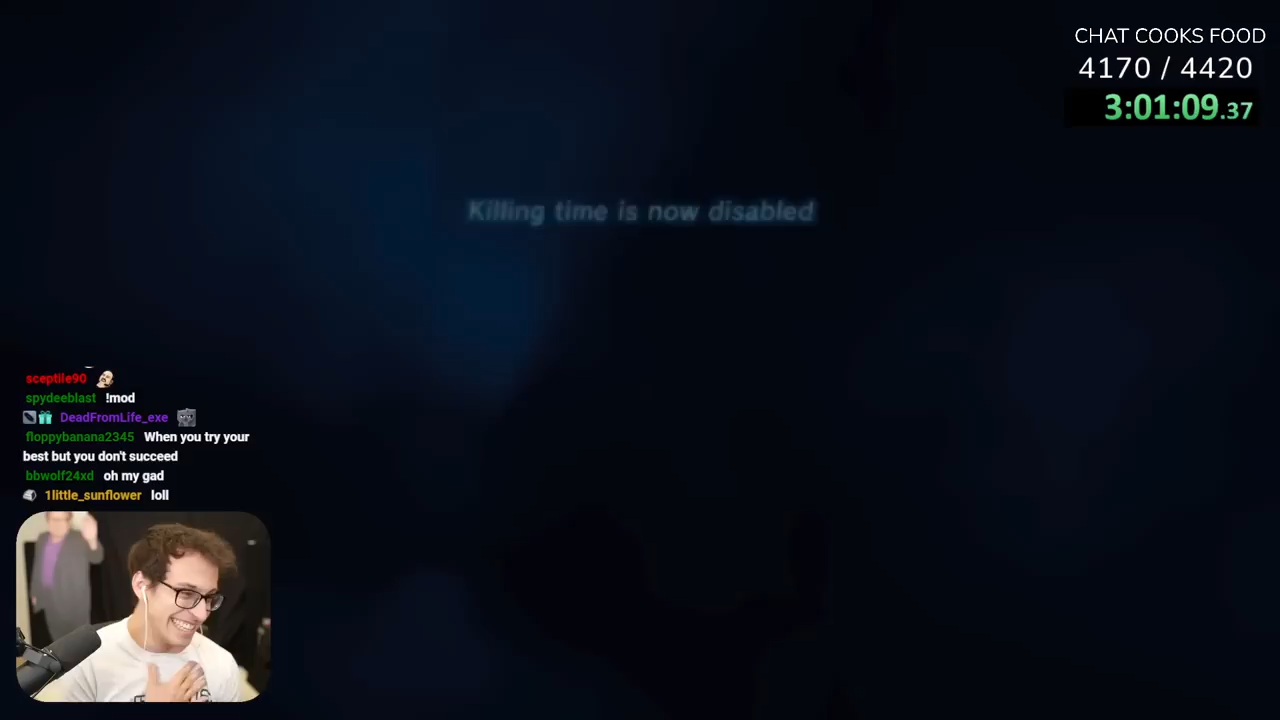 CHAT COOKS FOOD
4170 / 4420
3:01:09.37
Killing time is now disabled
sceptile90
spydeeblast !mod
DeadFromLife_exe
floppybanana2345 When you try your
best but you don't succeed
bbwolf24xd oh my gad
1little_sunflower loll